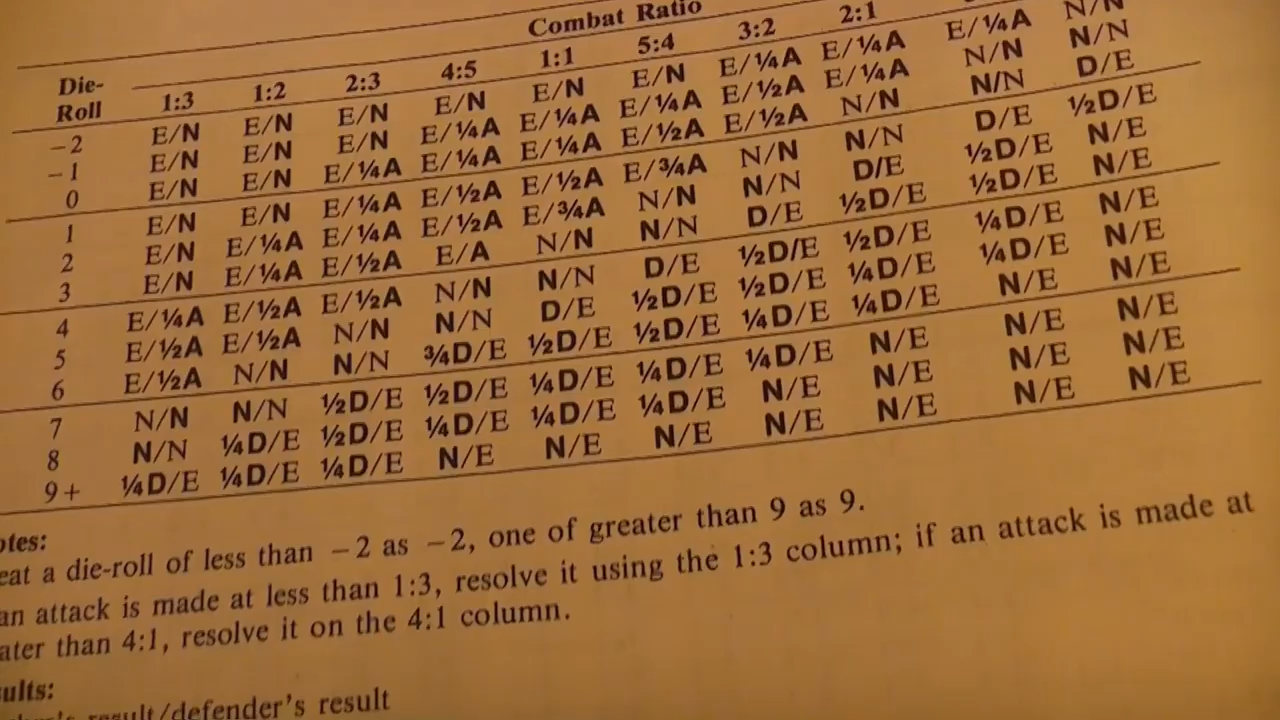 Combat Ratio
Die-
Roll 1:3 1:2 2:3 4:5 1:1 5:4 3:2 2:1
−2 E/N E/N E/N E/N E/N E/N E/¼A E/¼A E/¼A N/N
−1 E/N E/N E/N E/¼A E/¼A E/¼A E/½A E/¼A N/N N/N
0 E/N E/N E/¼A E/¼A E/¼A E/½A E/½A N/N N/N D/E
1 E/N E/N E/¼A E/½A E/½A E/¾A N/N N/N D/E ½D/E
2 E/N E/¼A E/¼A E/½A E/¾A N/N N/N D/E ½D/E N/E
3 E/N E/¼A E/½A E/A N/N N/N D/E ½D/E ½D/E N/E
4 E/¼A E/½A E/½A N/N N/N D/E ½D/E ½D/E ¼D/E N/E
5 E/½A E/½A N/N N/N D/E ½D/E ½D/E ¼D/E ¼D/E N/E
6 E/½A N/N N/N ¾D/E ½D/E ½D/E ¼D/E ¼D/E N/E N/E
7 N/N N/N ½D/E ½D/E ¼D/E ¼D/E ¼D/E N/E N/E N/E
8 N/N ¼D/E ½D/E ¼D/E ¼D/E ¼D/E N/E N/E N/E N/E
9+ ¼D/E ¼D/E ¼D/E N/E N/E N/E N/E N/E N/E N/E
otes:
eat a die-roll of less than −2 as −2, one of greater than 9 as 9.
an attack is made at less than 1:3, resolve it using the 1:3 column; if an attack is made at
ater than 4:1, resolve it on the 4:1 column.
ults:
result/defender's result